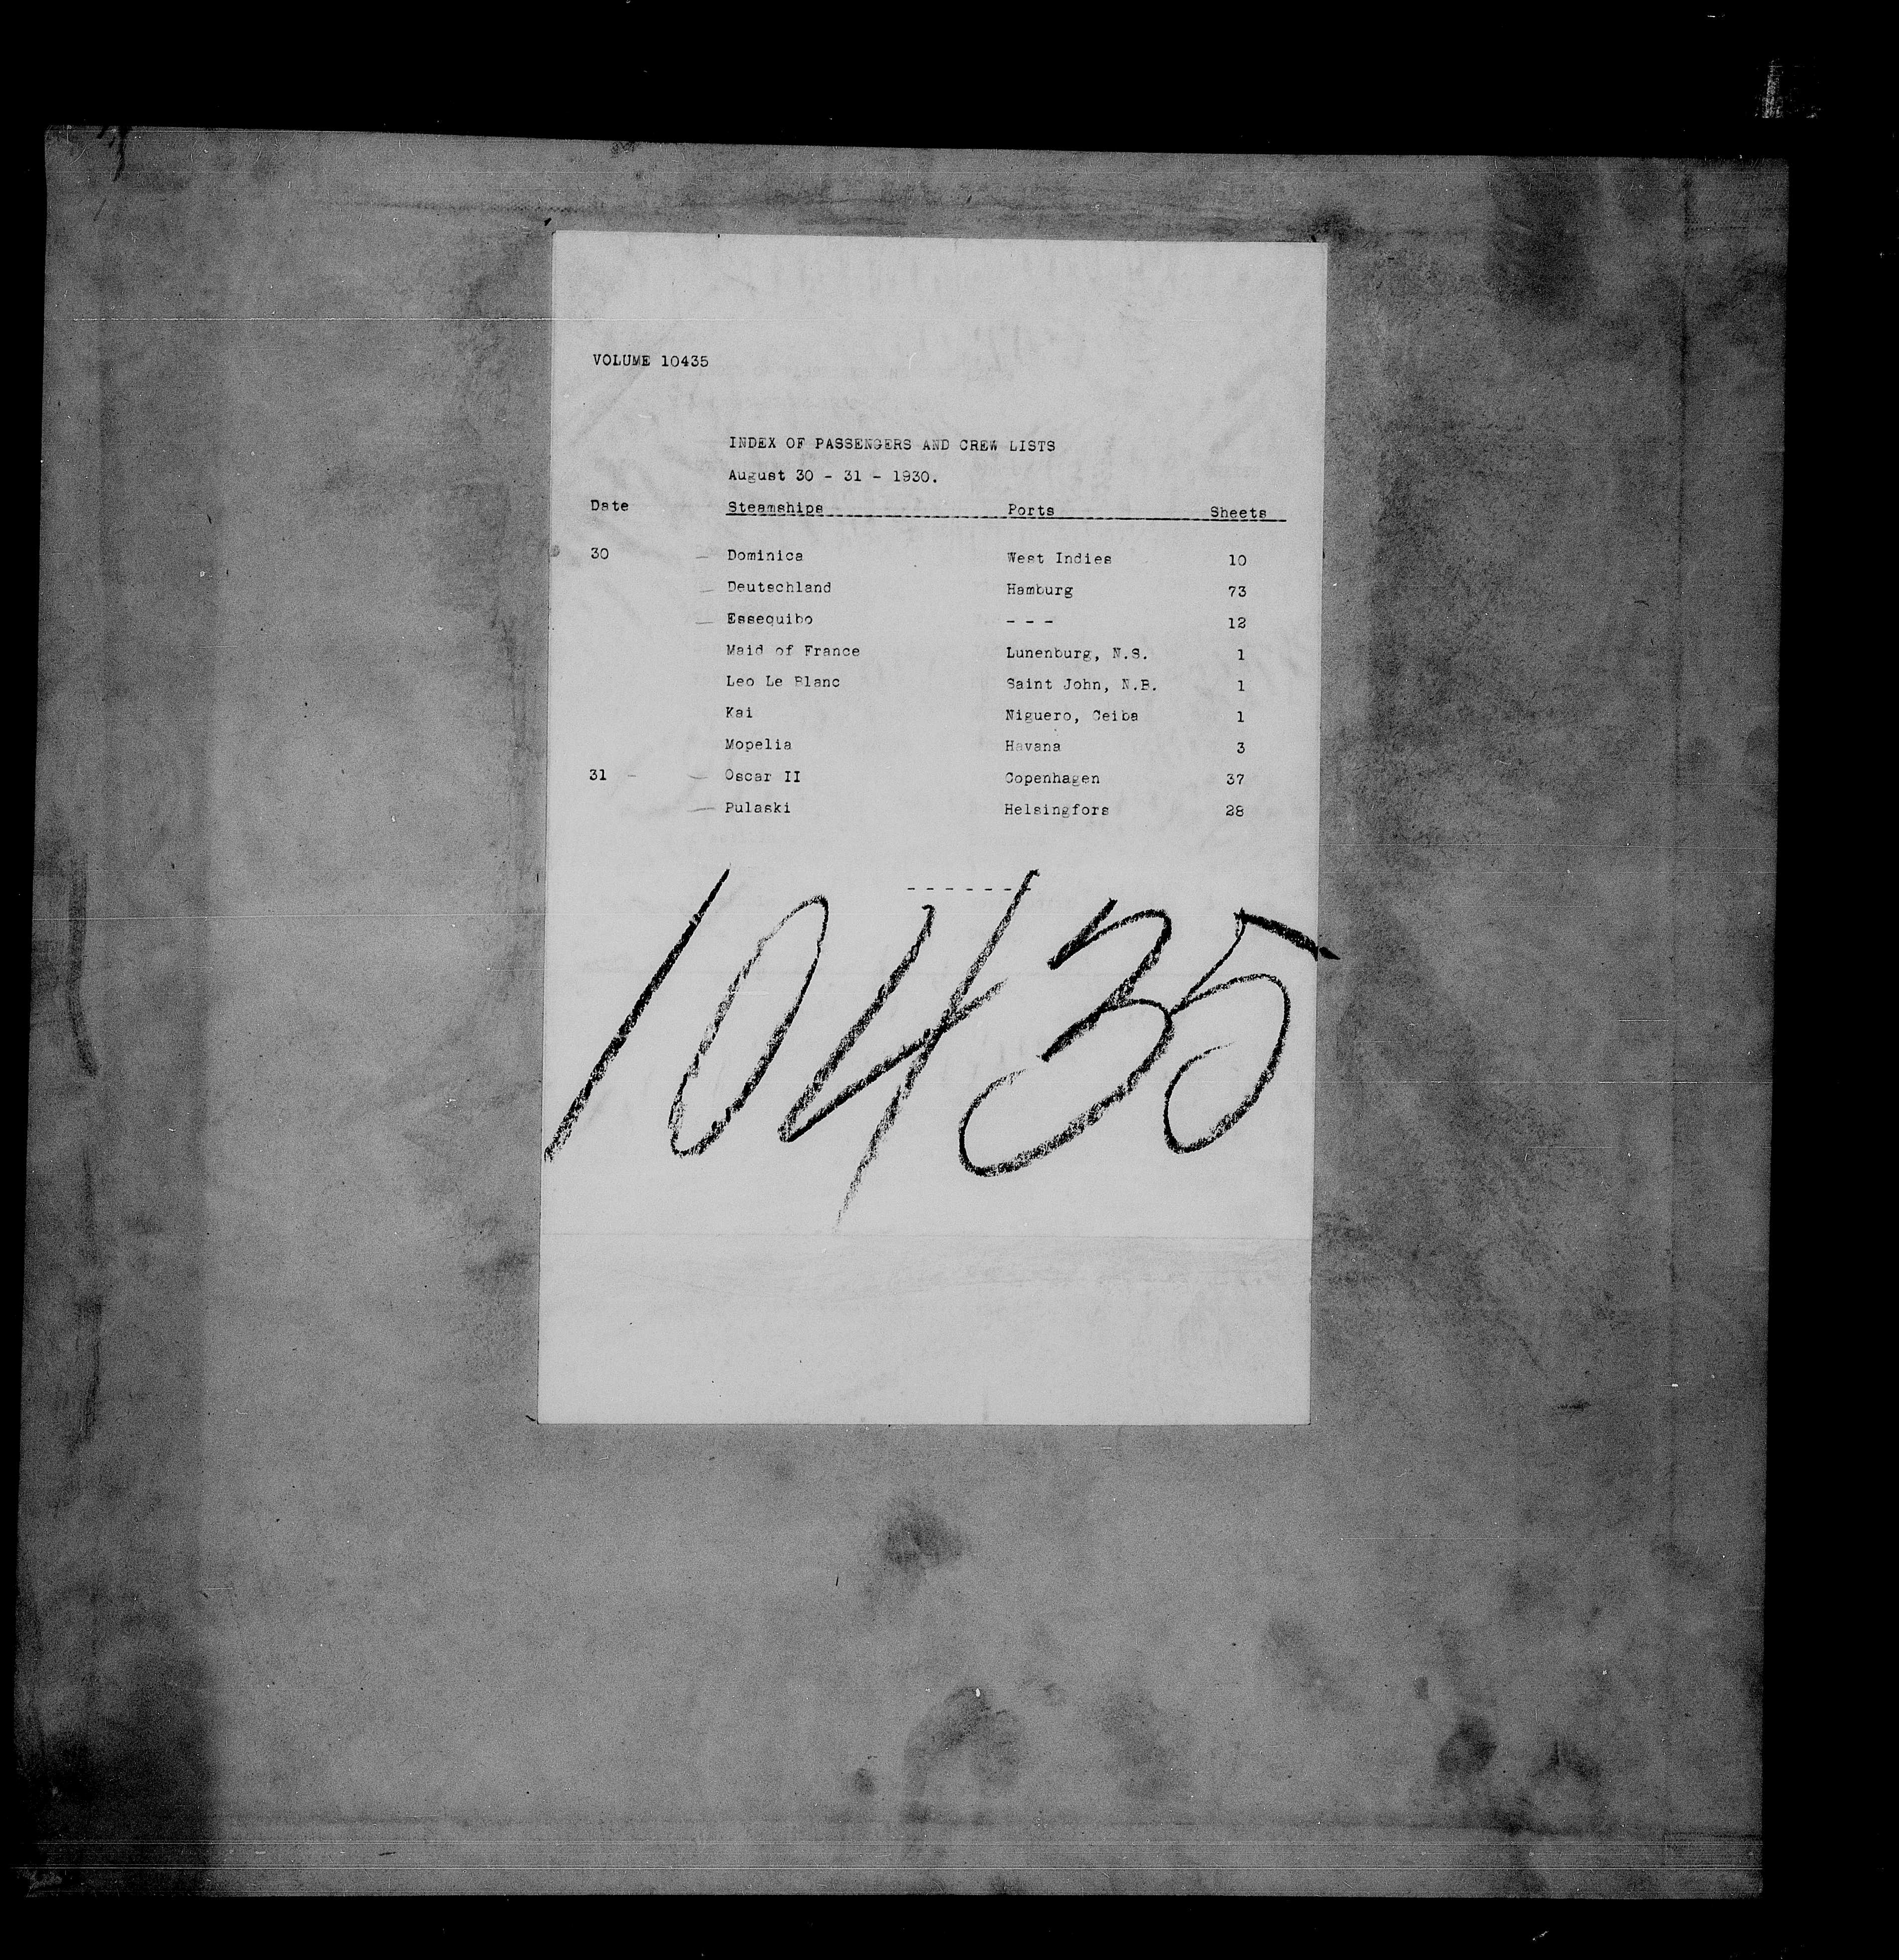 VOLUME 10435
INDEX OF PASSENGERS AND CREW LISTS
August 30 - 31 - 1930.
Date Steamships Ports Sheets
30 — Dominica West Indies 10
— Deutschland Hamburg 73
— Essequibo - - - 12
Maid of France Lunenburg, N.S. 1
Leo Le Blanc Saint John, N.B. 1
Kai Niguero, Ceiba 1
Mopelia Havana 3
31 - — Oscar II Copenhagen 37
— Pulaski Helsingfors 28
- - - - - - - -
10435